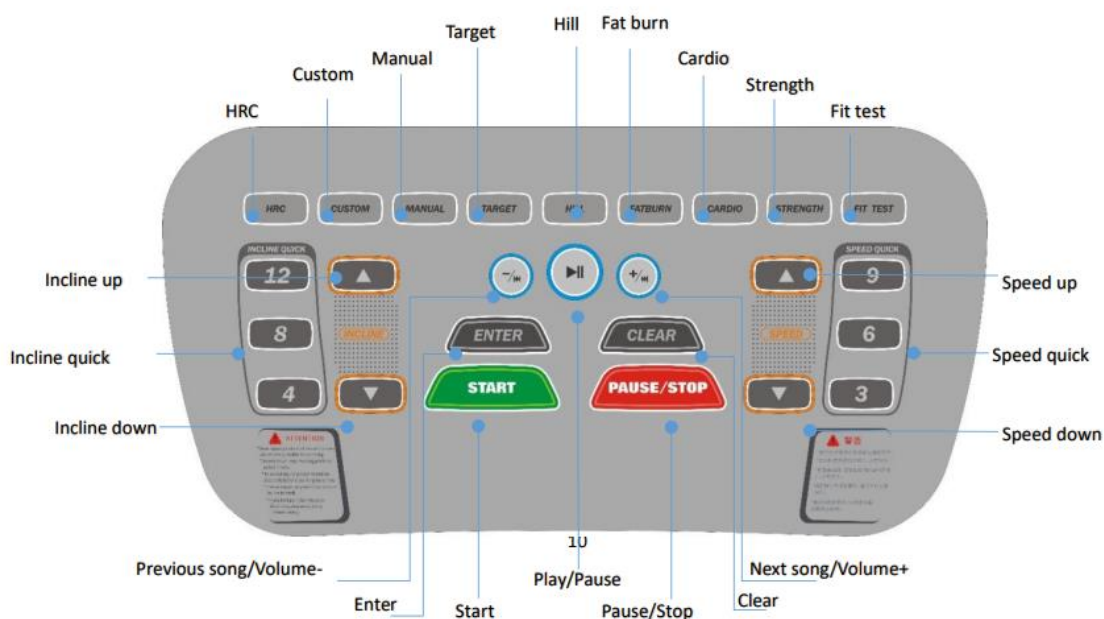 Hill
Fat burn
Target
Manual
Cardio
Custom
Strength
HRC
Fit test
HRC
CUSTOM
MANUAL
TARGET
HILL
FATBURN
CARDIO
STRENGTH
FIT TEST
INCLINE QUICK
SPEED QUICK
Incline up
12
-/
+/
9
Speed up
8
INCLINE
ENTER
CLEAR
SPEED
6
Incline quick
Speed quick
4
START
PAUSE/STOP
3
Incline down
Speed down
ATTENTION
10
Previous song/Volume-
Play/Pause
Next song/Volume+
Enter
Start
Pause/Stop
Clear